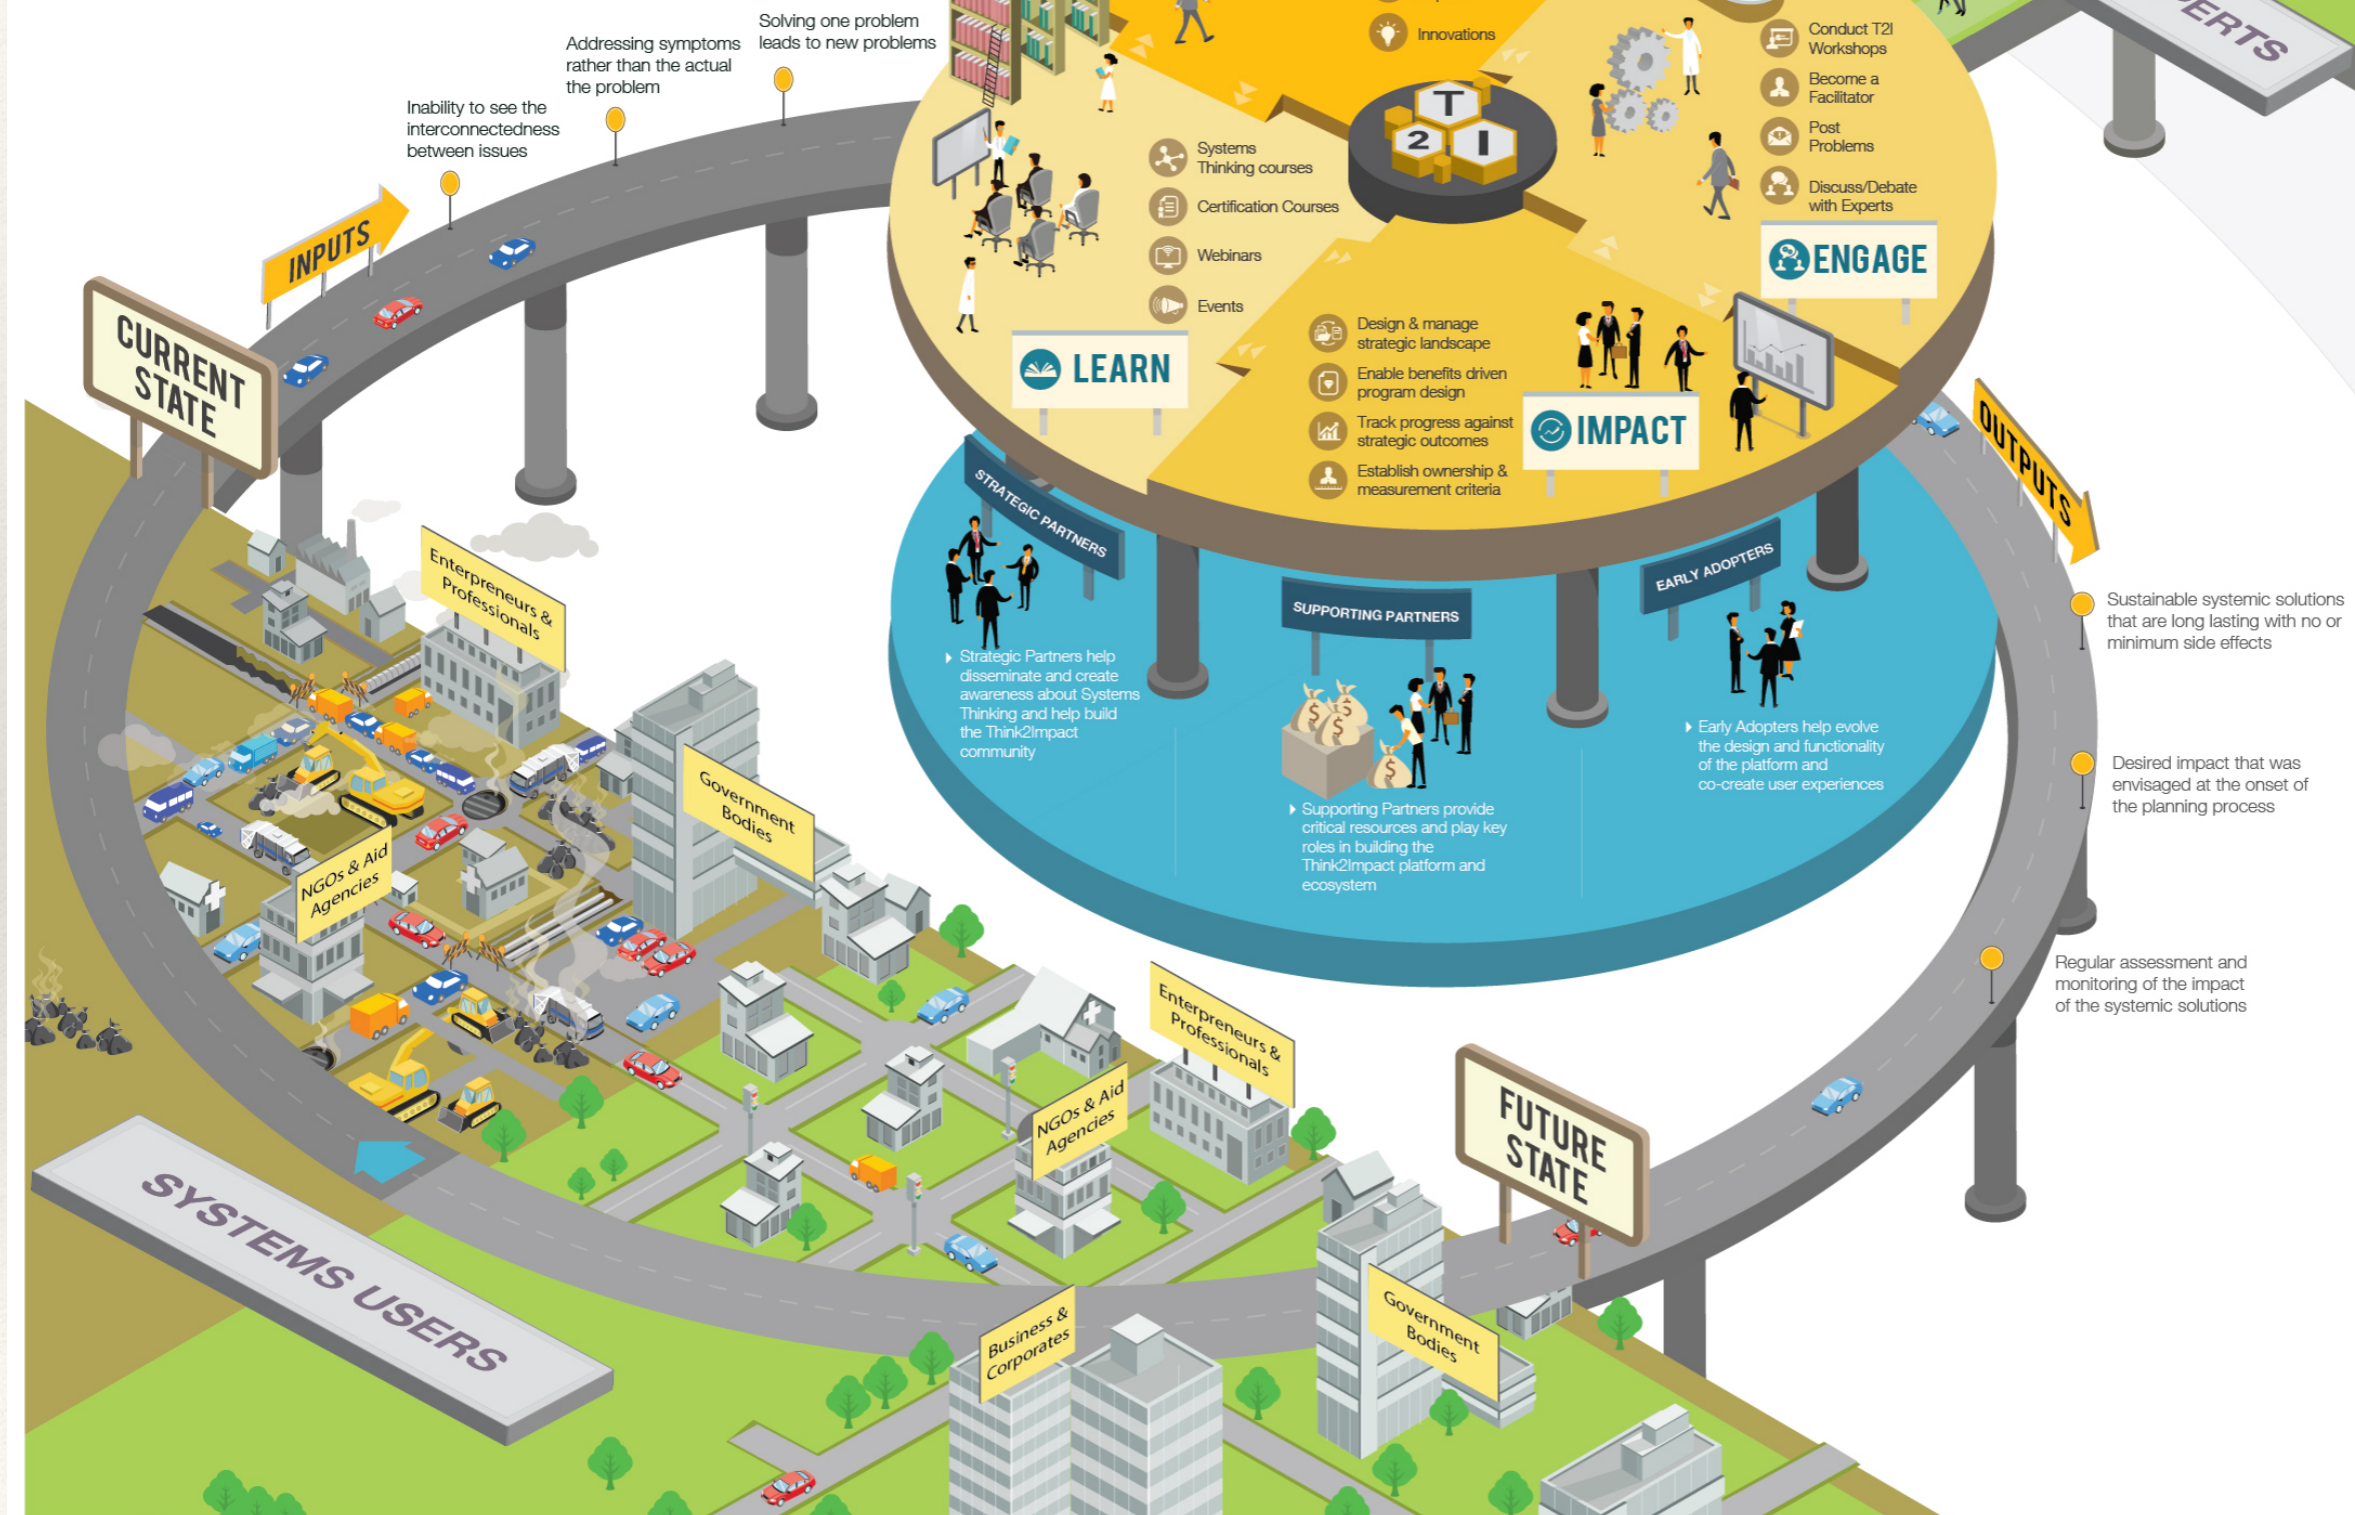 Solving one problem
leads to new problems
Addressing symptoms
rather than the actual
the problem
Inability to see the
interconnectedness
between issues
INPUTS
CURRENT
STATE
Innovations
T
2
I
Conduct T2I
Workshops
Become a
Facilitator
Post
Problems
Discuss/Debate
with Experts
ENGAGE
Systems
Thinking courses
Certification Courses
Webinars
Events
LEARN
Design & manage
strategic landscape
Enable benefits driven
program design
Track progress against
strategic outcomes
Establish ownership &
measurement criteria
IMPACT
OUTPUTS
STRATEGIC PARTNERS
Strategic Partners help
disseminate and create
awareness about Systems
Thinking and help build
the Think2Impact
community
SUPPORTING PARTNERS
$
$
$
$
Supporting Partners provide
critical resources and play key
roles in building the
Think2Impact platform and
ecosystem
EARLY ADOPTERS
Early Adopters help evolve
the design and functionality
of the platform and
co-create user experiences
Sustainable systemic solutions
that are long lasting with no or
minimum side effects
Desired impact that was
envisaged at the onset of
the planning process
Regular assessment and
monitoring of the impact
of the systemic solutions
Enterpreneurs &
Professionals
Government
Bodies
NGOs & Aid
Agencies
Enterpreneurs &
Professionals
NGOs & Aid
Agencies
FUTURE
STATE
SYSTEMS USERS
Business &
Corporates
Government
Bodies